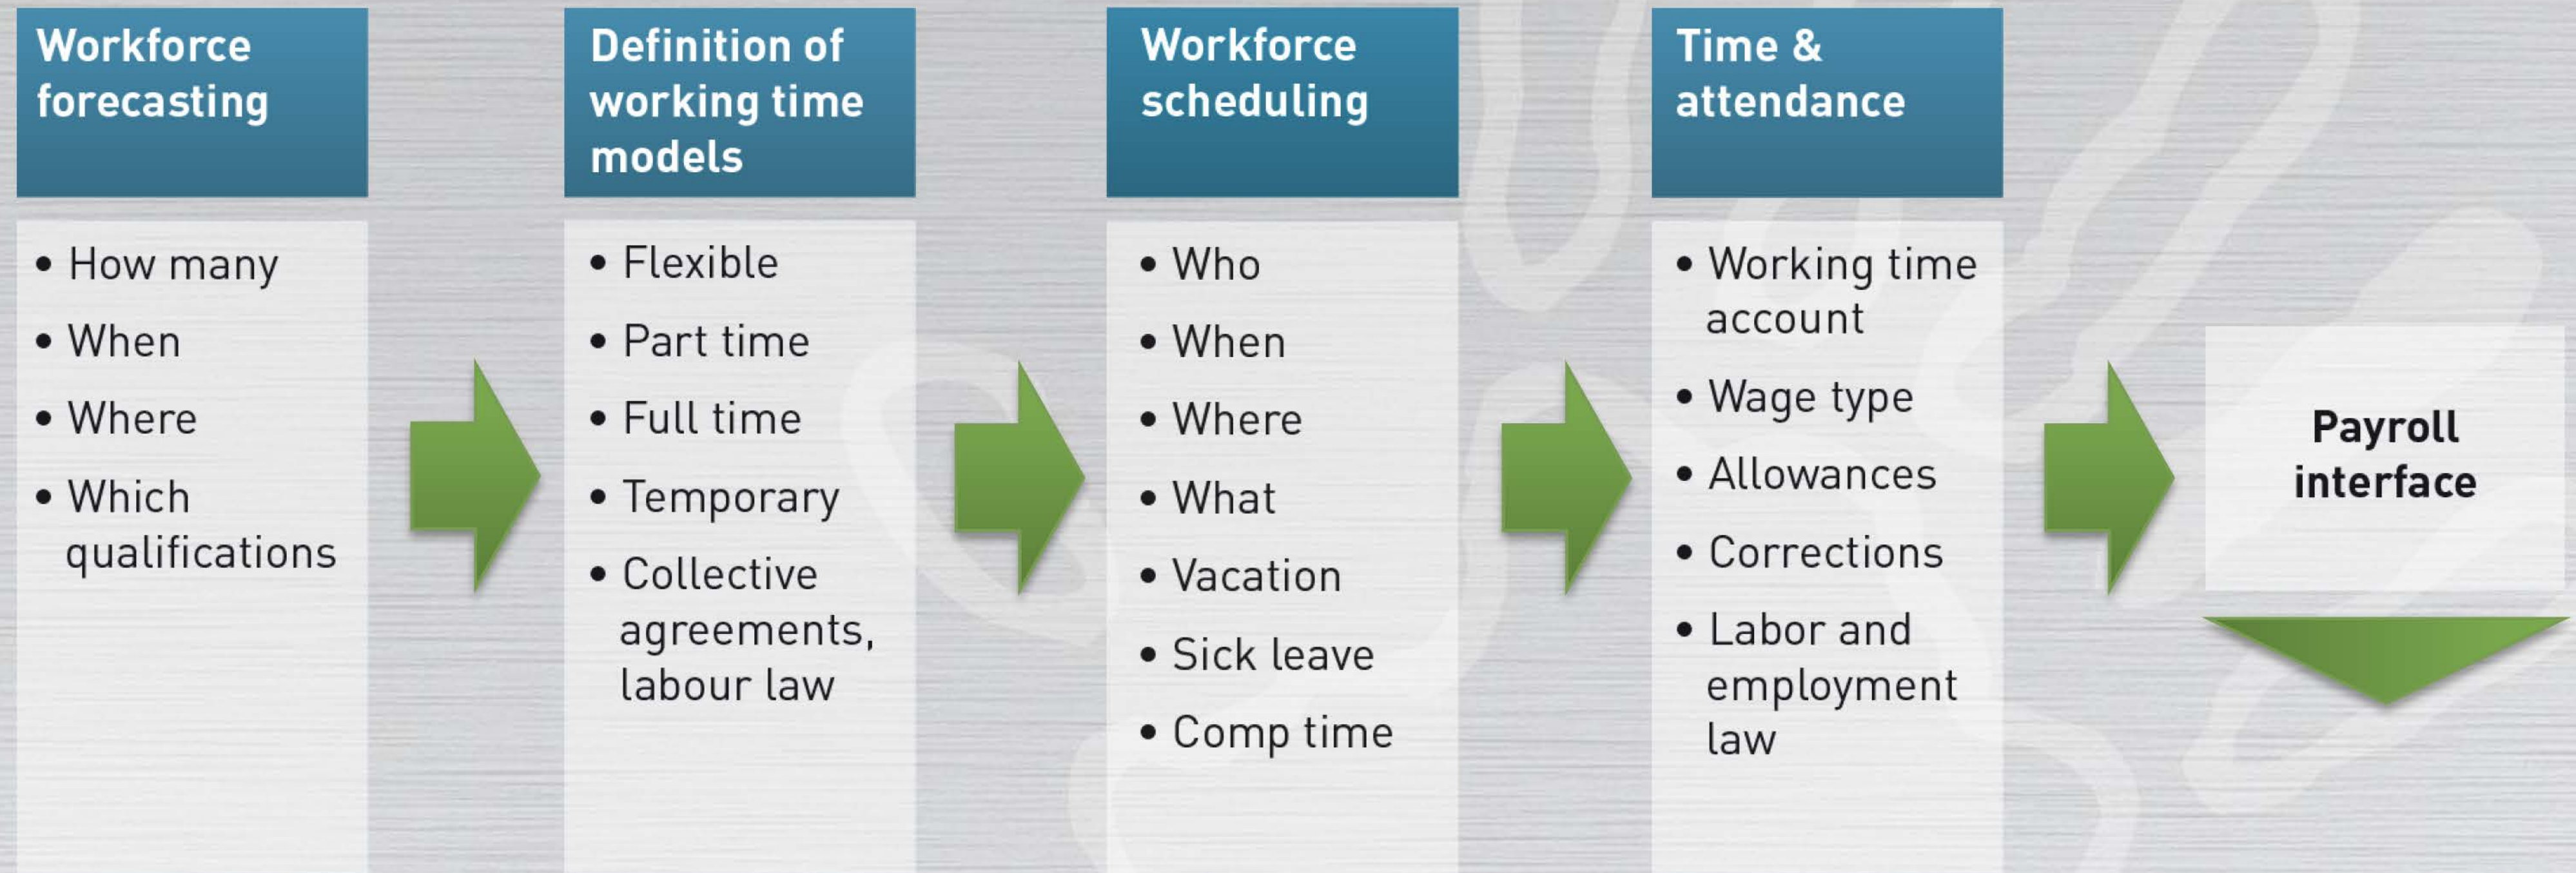 Workforce
forecasting
• How many
• When
• Where
• Which
qualifications
Definition of
working time
models
• Flexible
• Part time
• Full time
• Temporary
• Collective
agreements,
labour law
Workforce
scheduling
• Who
• When
• Where
• What
• Vacation
• Sick leave
• Comp time
Time &
attendance
• Working time
account
• Wage type
• Allowances
• Corrections
• Labor and
employment
law
Payroll
interface